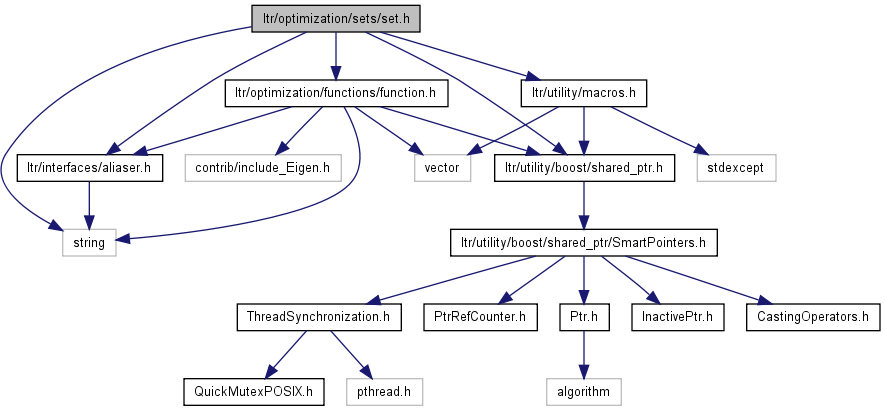 ltr/optimization/sets/set.h
ltr/optimization/functions/function.h
ltr/utility/macros.h
ltr/interfaces/aliaser.h
contrib/include_Eigen.h
vector
ltr/utility/boost/shared_ptr.h
stdexcept
string
ltr/utility/boost/shared_ptr/SmartPointers.h
ThreadSynchronization.h
PtrRefCounter.h
Ptr.h
InactivePtr.h
CastingOperators.h
QuickMutexPOSIX.h
pthread.h
algorithm